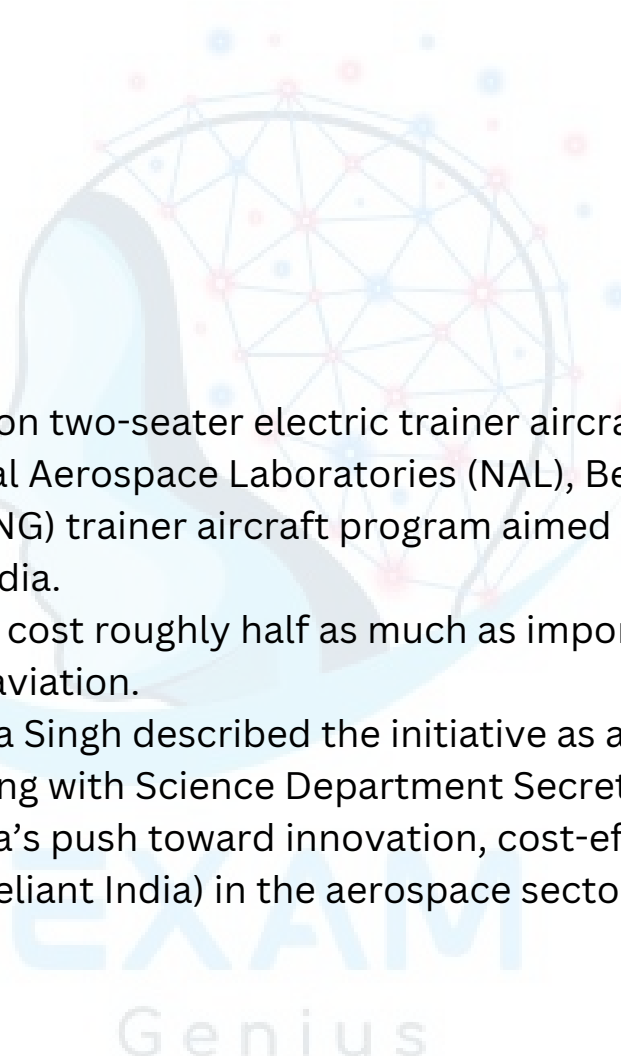 on two-seater electric trainer aircra
al Aerospace Laboratories (NAL), Be
NG) trainer aircraft program aimed
dia.
cost roughly half as much as impor
aviation.
a Singh described the initiative as a
ng with Science Department Secret
a’s push toward innovation, cost-ef
eliant India) in the aerospace secto
EXAM
Genius